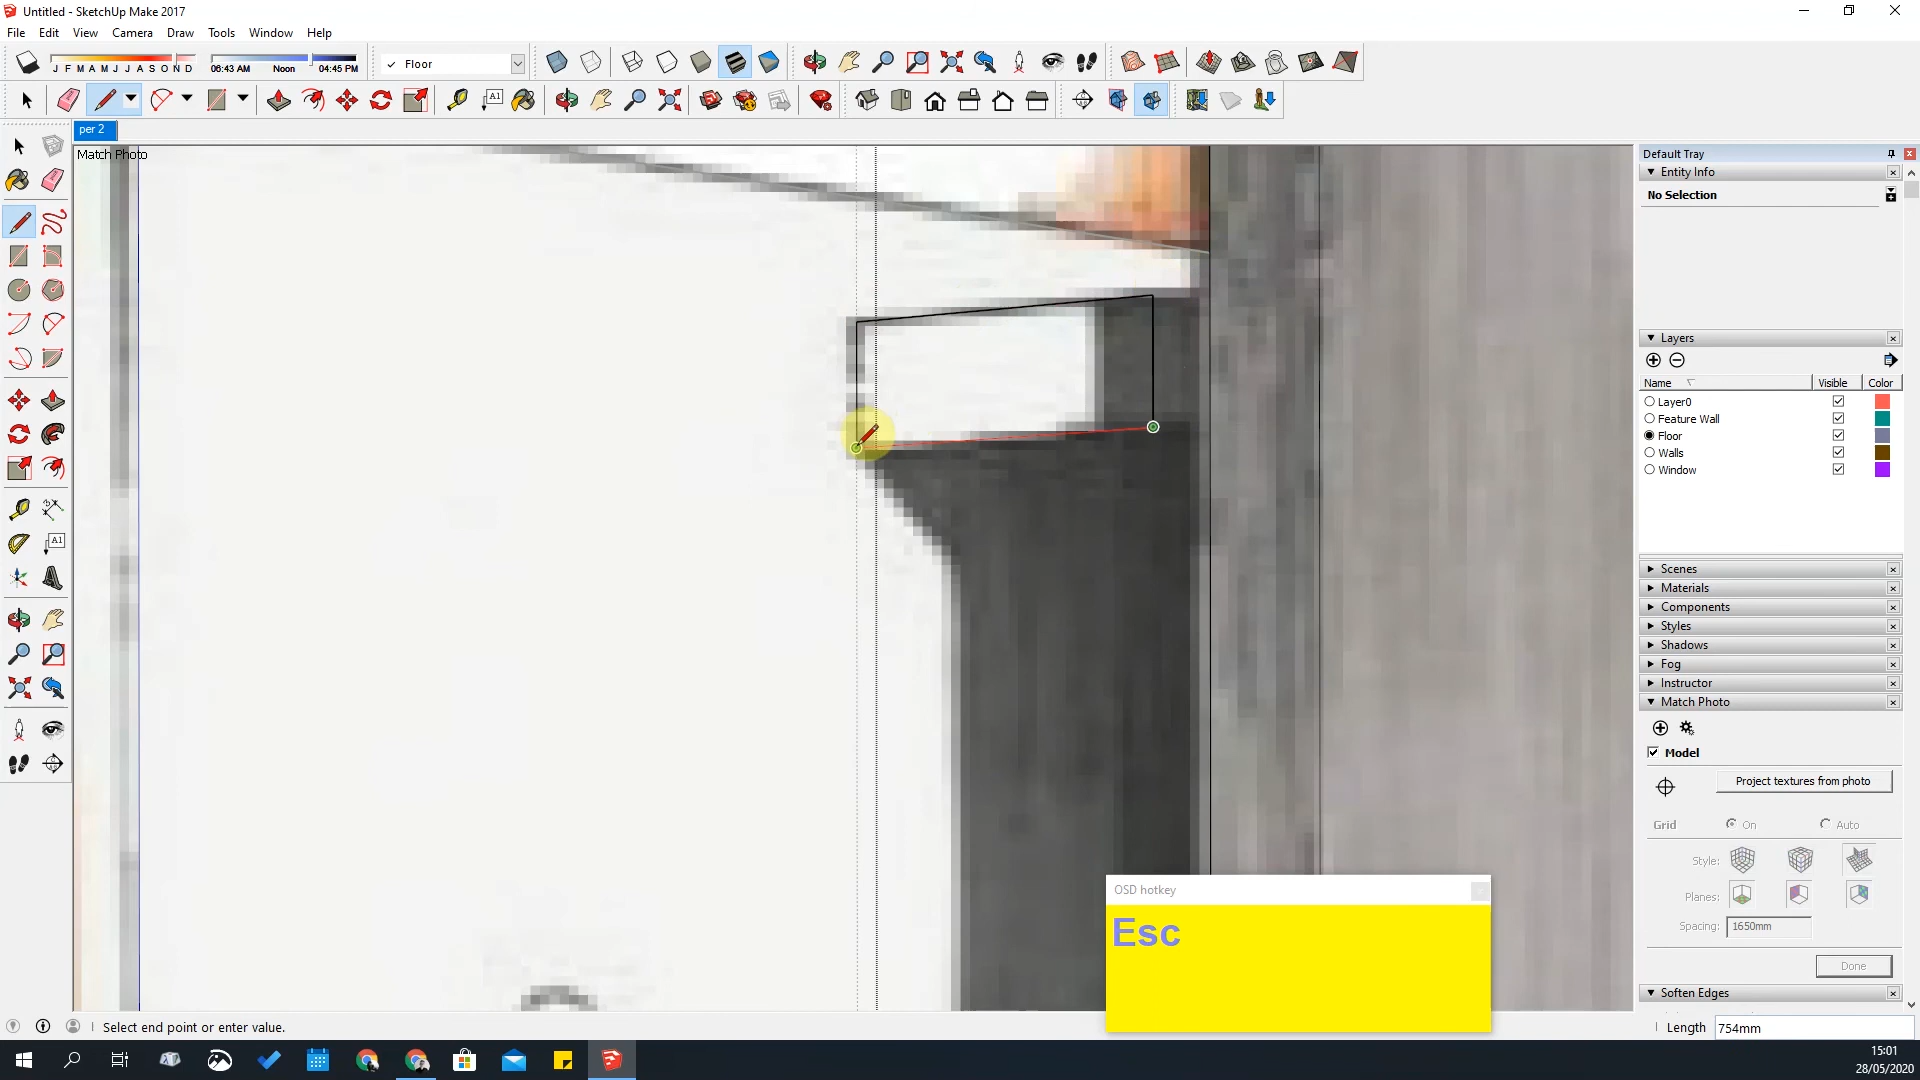 Untitled - SketchUp Make 2017
File Edit View Camera Draw Tools Window Help
J F M A M J J A S O N D 06:43 AM Noon 04:45 PM
✓ Floor
A1
per 2
Match Photo
A1
Default Tray
Entity Info
No Selection
Layers
Name Visible Color
Layer0
Feature Wall
Floor
Walls
Window
Scenes
Materials
Components
Styles
Shadows
Fog
Instructor
Match Photo
Model
Project textures from photo
Grid On Auto
Style:
Planes:
Spacing: 1650mm
Done
Soften Edges
OSD hotkey
Esc
Select end point or enter value.
Length 754mm
15:01
28/05/2020